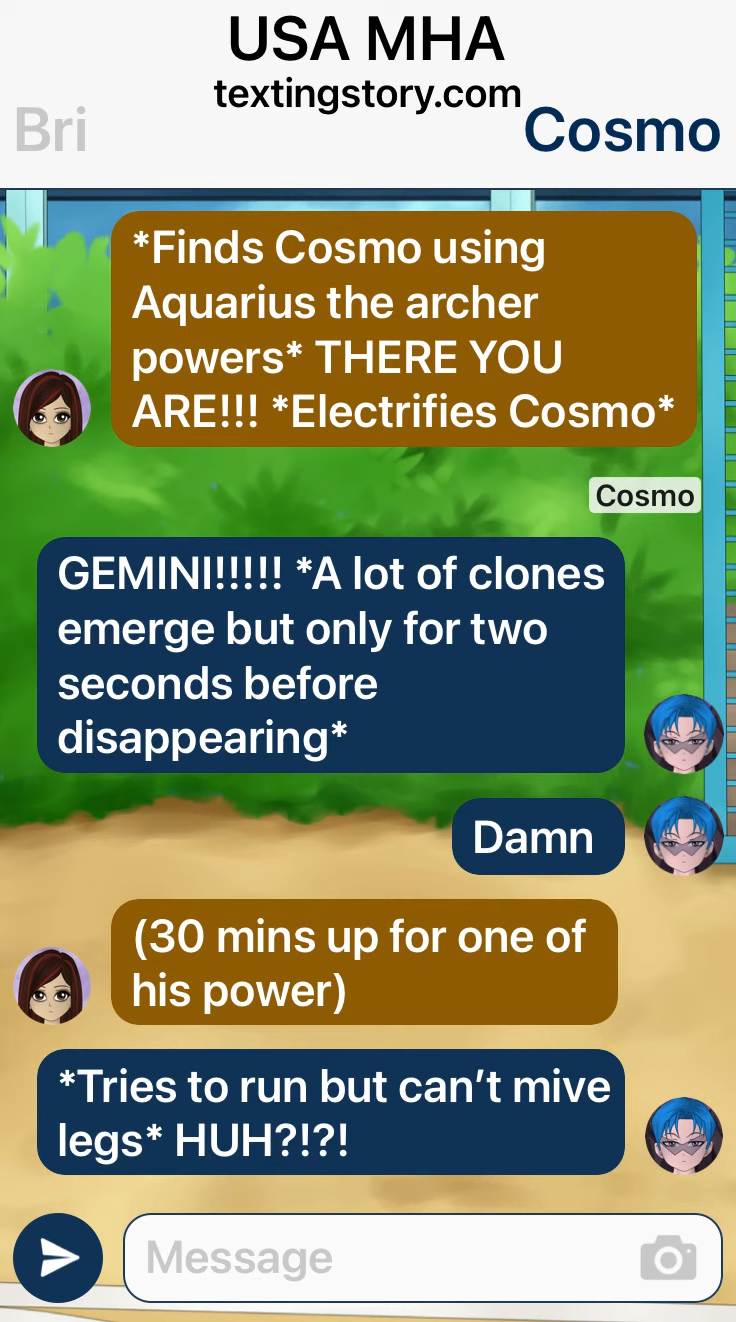 USA MHA
textingstory.com
Bri
Cosmo
*Finds Cosmo using
Aquarius the archer
powers* THERE YOU
ARE!!! *Electrifies Cosmo*
Cosmo
GEMINI!!!!! *A lot of clones
emerge but only for two
seconds before
disappearing*
Damn
(30 mins up for one of
his power)
*Tries to run but can’t mive
legs* HUH?!?!
Message